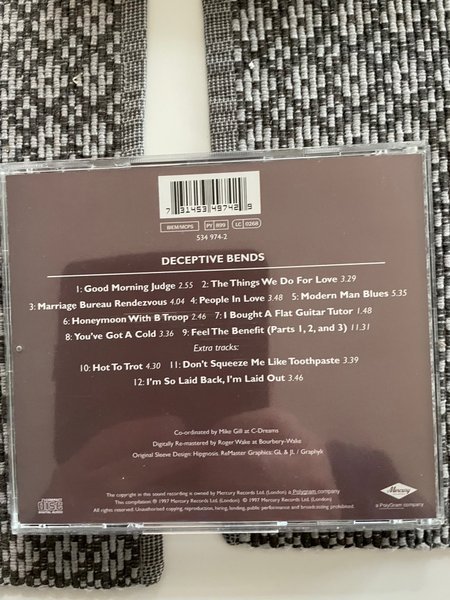 7 31453 49742 9
BIEM/MCPS PY 899 LC 0268
534 974-2
DECEPTIVE BENDS
1: Good Morning Judge 2.55 2: The Things We Do For Love 3.29
3: Marriage Bureau Rendezvous 4.04 4: People In Love 3.48 5: Modern Man Blues 5.35
6: Honeymoon With B Troop 2.46 7: I Bought A Flat Guitar Tutor 1.48
8: You've Got A Cold 3.36 9: Feel The Benefit (Parts 1, 2, and 3) 11.31
Extra tracks:
10: Hot To Trot 4.30 11: Don't Squeeze Me Like Toothpaste 3.39
12: I'm So Laid Back, I'm Laid Out 3.46
Co-ordinated by Mike Gill at C-Dreams
Digitally Re-mastered by Roger Wake at Bourbery-Wake
Original Sleeve Design: Hipgnosis. ReMaster Graphics: GL & JL / Graphyk
The copyright in this sound recording is owned by Mercury Records Ltd. (London) a Polygram company
This compilation ℗ 1997 Mercury Records Ltd. (London) © 1997 Mercury Records Ltd. (London)
All rights reserved. Unauthorised copying, reproduction, hiring, lending, public performance and broadcasting prohibited.
COMPACT
disc
DIGITAL AUDIO
Mercury
a PolyGram company